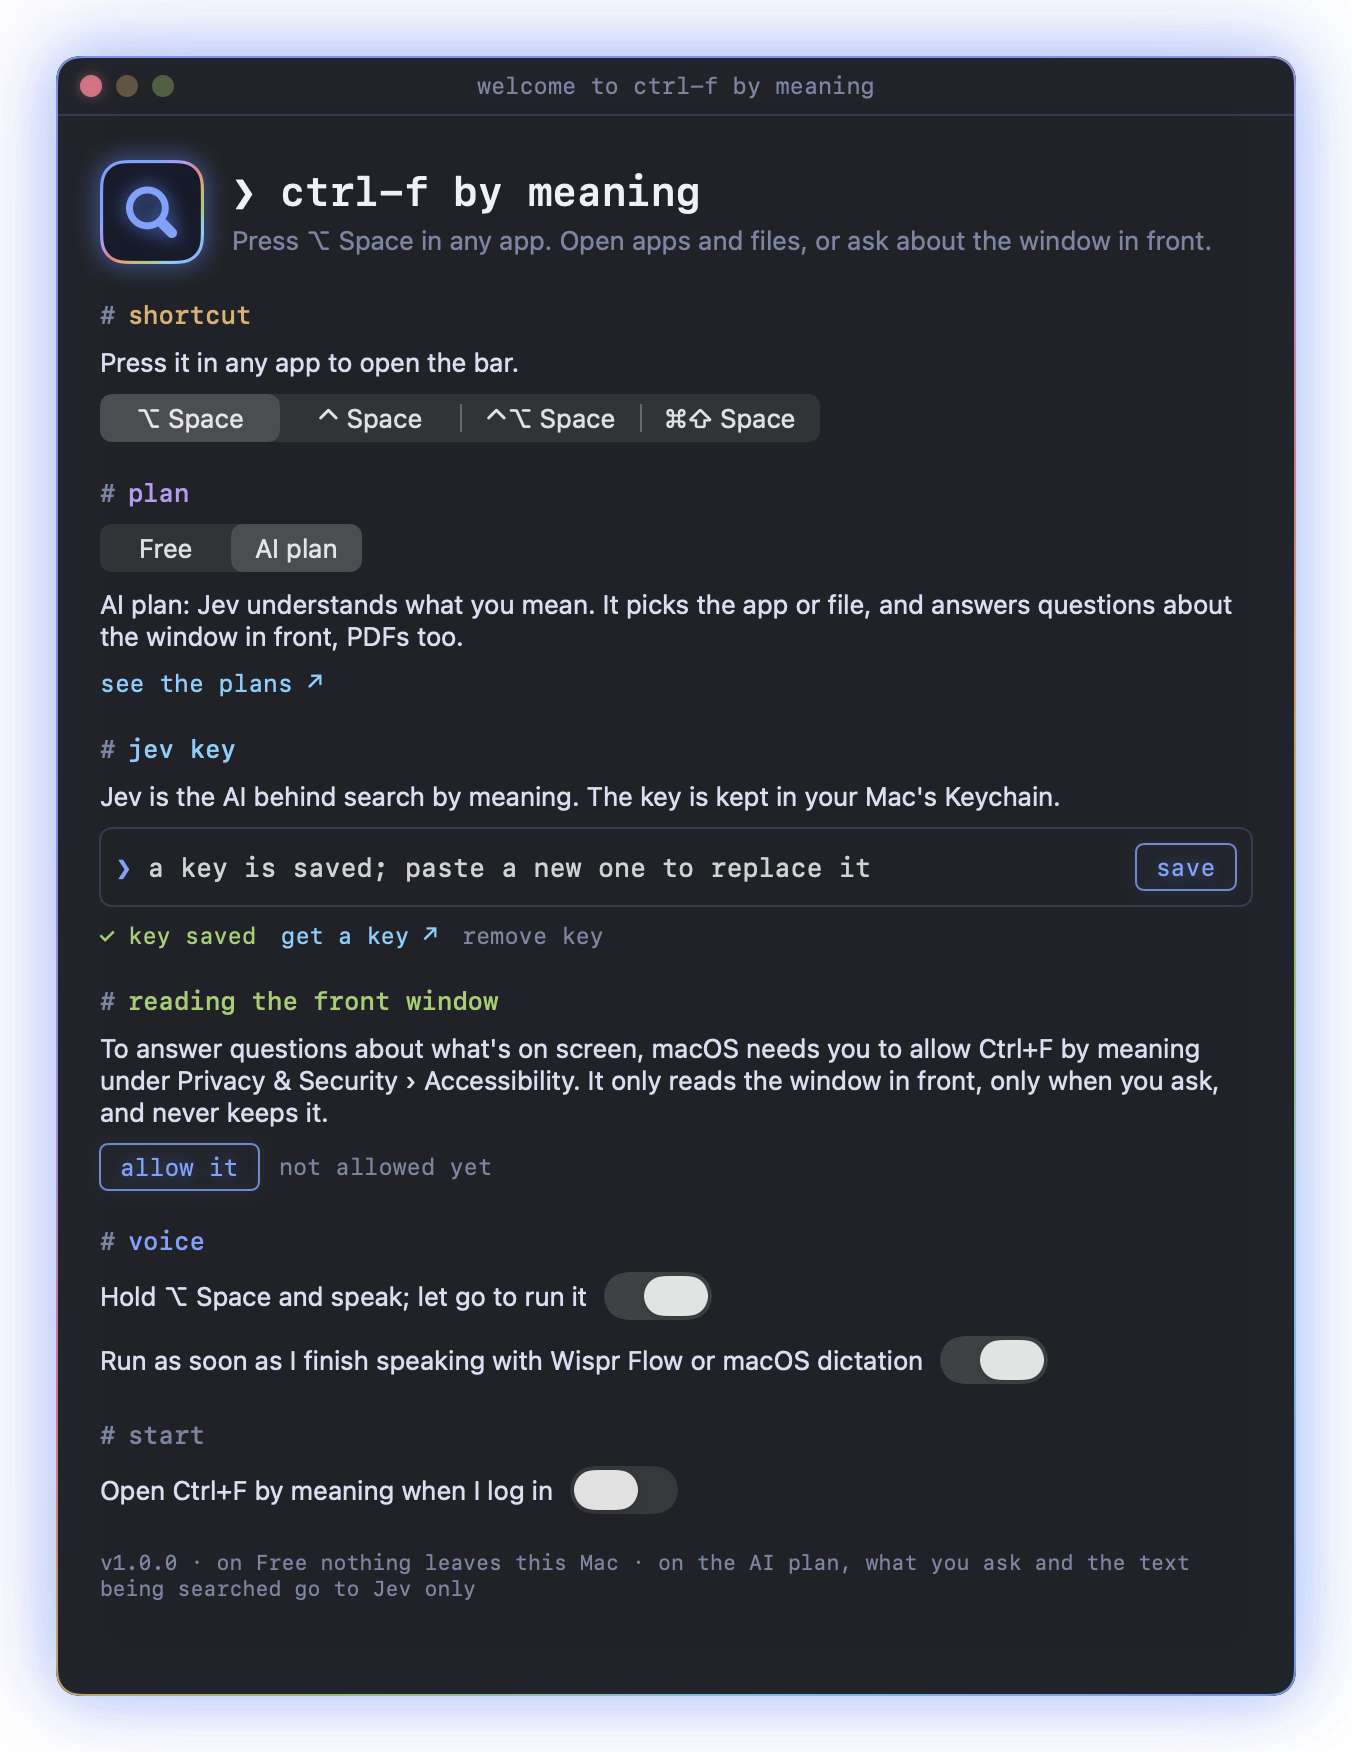 welcome to ctrl-f by meaning
❯ ctrl-f by meaning
Press ⌥ Space in any app. Open apps and files, or ask about the window in front.
# shortcut
Press it in any app to open the bar.
⌥ Space ^ Space ^⌥ Space ⌘⇧ Space
# plan
Free AI plan
AI plan: Jev understands what you mean. It picks the app or file, and answers questions about
the window in front, PDFs too.
see the plans ↗
# jev key
Jev is the AI behind search by meaning. The key is kept in your Mac's Keychain.
❯ a key is saved; paste a new one to replace it save
✓ key saved get a key ↗ remove key
# reading the front window
To answer questions about what's on screen, macOS needs you to allow Ctrl+F by meaning
under Privacy & Security › Accessibility. It only reads the window in front, only when you ask,
and never keeps it.
allow it not allowed yet
# voice
Hold ⌥ Space and speak; let go to run it
Run as soon as I finish speaking with Wispr Flow or macOS dictation
# start
Open Ctrl+F by meaning when I log in
v1.0.0 · on Free nothing leaves this Mac · on the AI plan, what you ask and the text
being searched go to Jev only